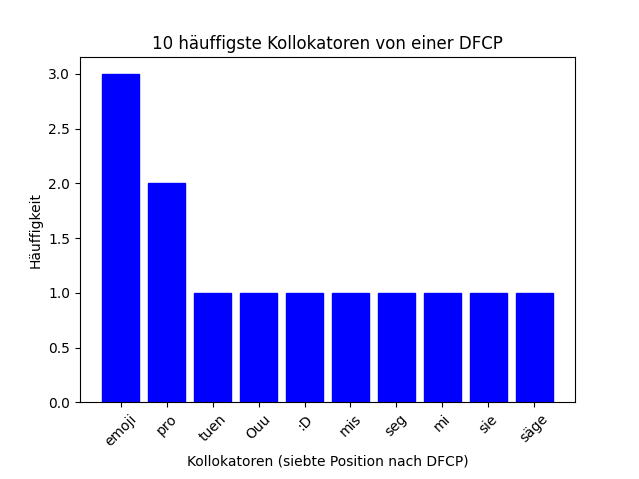 10 häuffigste Kollokatoren von einer DFCP
Häuffigkeit
3.0
2.5
2.0
1.5
1.0
0.5
0.0
emoji
pro
tuen
Ouu
:D
mis
seg
mi
sie
säge
Kollokatoren (siebte Position nach DFCP)